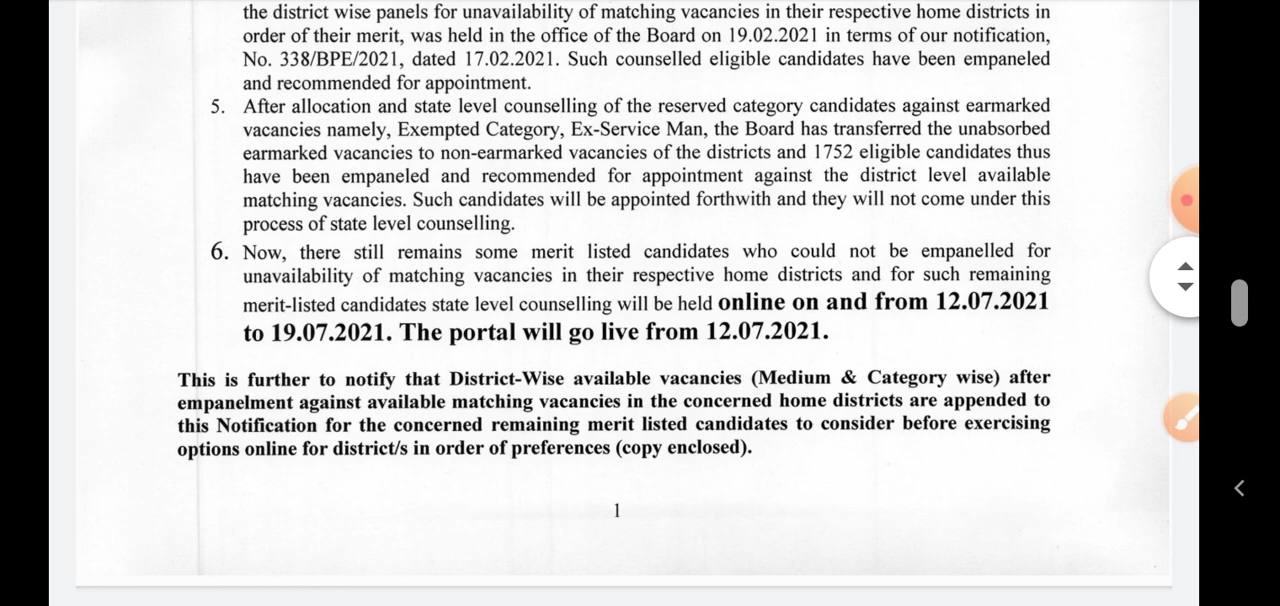 the district wise panels for unavailability of matching vacancies in their respective home districts in
order of their merit, was held in the office of the Board on 19.02.2021 in terms of our notification,
No. 338/BPE/2021, dated 17.02.2021. Such counselled eligible candidates have been empaneled
and recommended for appointment.
5. After allocation and state level counselling of the reserved category candidates against earmarked
vacancies namely, Exempted Category, Ex-Service Man, the Board has transferred the unabsorbed
earmarked vacancies to non-earmarked vacancies of the districts and 1752 eligible candidates thus
have been empaneled and recommended for appointment against the district level available
matching vacancies. Such candidates will be appointed forthwith and they will not come under this
process of state level counselling.
6. Now, there still remains some merit listed candidates who could not be empanelled for
unavailability of matching vacancies in their respective home districts and for such remaining
merit-listed candidates state level counselling will be held online on and from 12.07.2021
to 19.07.2021. The portal will go live from 12.07.2021.
This is further to notify that District-Wise available vacancies (Medium & Category wise) after
empanelment against available matching vacancies in the concerned home districts are appended to
this Notification for the concerned remaining merit listed candidates to consider before exercising
options online for district/s in order of preferences (copy enclosed).
1